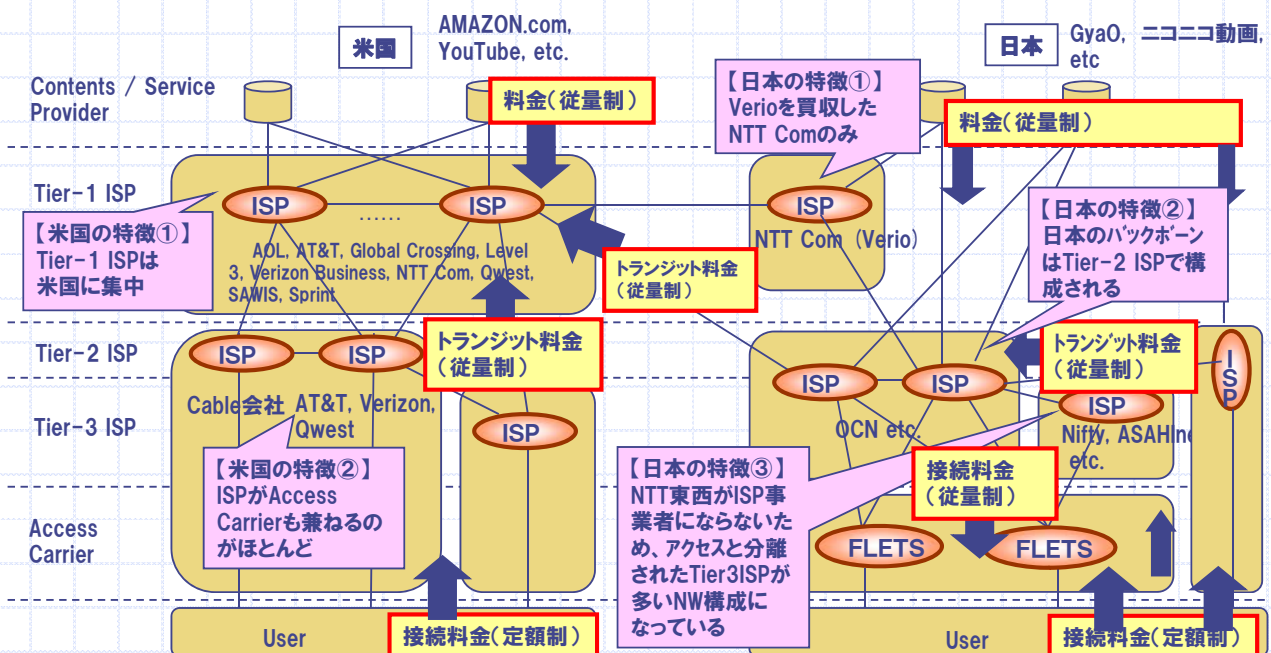 米国
AMAZON.com,
YouTube, etc.
日本
GyaO, ニコニコ動画,
etc
Contents / Service
Provider
料金(従量制)
【日本の特徴①】
Verioを買収した
NTT Comのみ
料金(従量制)
Tier-1 ISP
ISP
......
ISP
ISP
【米国の特徴①】
Tier-1 ISPは
米国に集中
AOL, AT&T, Global Crossing, Level
3, Verizon Business, NTT Com, Qwest,
SAWIS, Sprint
NTT Com (Verio)
【日本の特徴②】
日本のバックボーン
はTier-2 ISPで構
成される
トランジット料金
(従量制)
Tier-2 ISP
ISP
ISP
トランジット料金
(従量制)
ISP
ISP
トランジット料金
(従量制)
ISP
Tier-3 ISP
Cable会社
AT&T, Verizon,
Qwest
ISP
OCN etc.
ISP
Nifty, ASAHIne
etc.
【米国の特徴②】
ISPがAccess
Carrierも兼ねるの
がほとんど
【日本の特徴③】
NTT東西がISP事
業者にならないた
め、アクセスと分離
されたTier3ISPが
多いNW構成に
なっている
接続料金
(従量制)
Access
Carrier
FLETS
FLETS
User
接続料金(定額制)
User
接続料金(定額制)